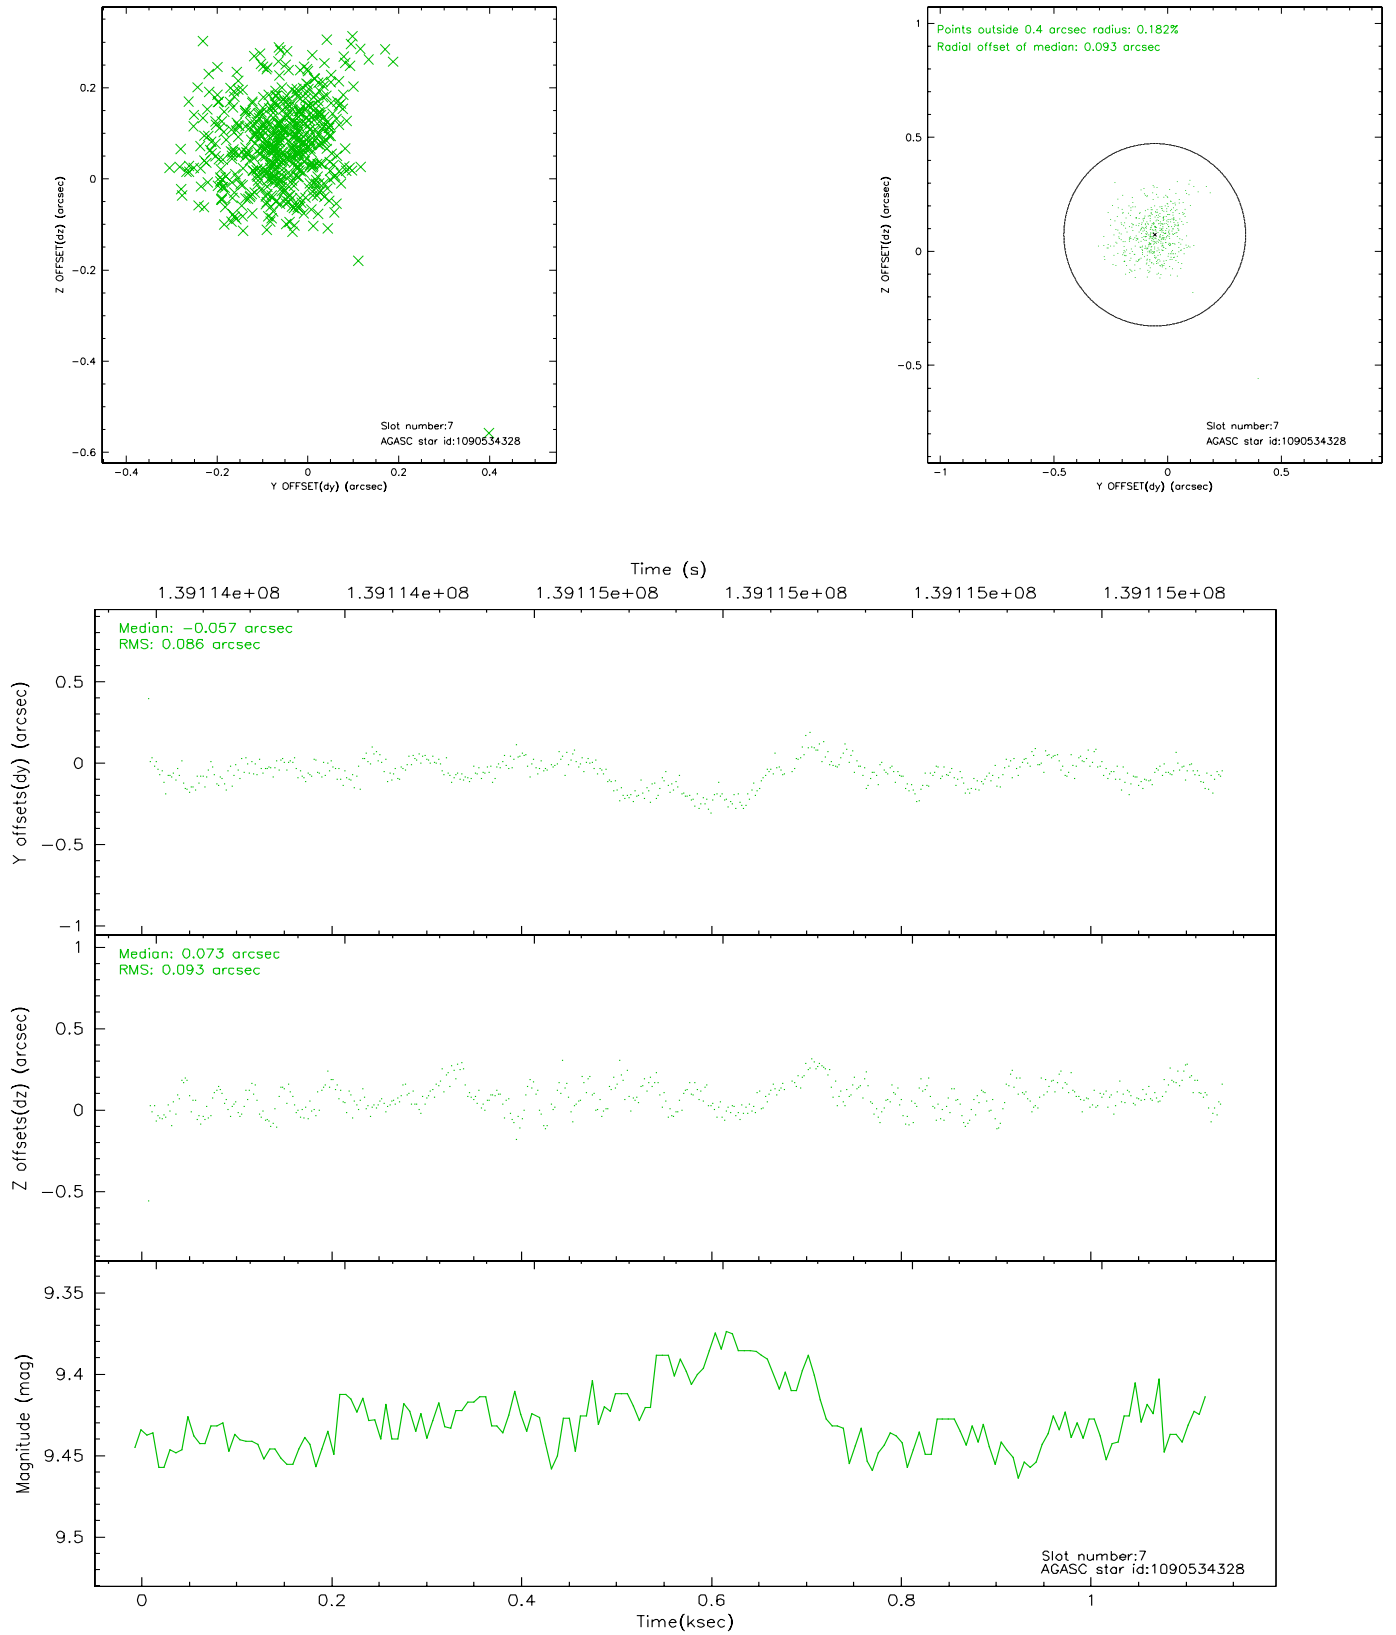 0.2
0
−0.2
−0.4
−0.6
Z OFFSET(dz) (arcsec)
Slot number:7
AGASC star id:1090534328
−0.4
−0.2
0
0.2
0.4
Y OFFSET(dy) (arcsec)
Points outside 0.4 arcsec radius: 0.182%
Radial offset of median: 0.093 arcsec
1
0.5
0
−0.5
Z OFFSET(dz) (arcsec)
Slot number:7
AGASC star id:1090534328
−1
−0.5
0
0.5
Y OFFSET(dy) (arcsec)
Time (s)
1.39114e+08
1.39114e+08
1.39115e+08
1.39115e+08
1.39115e+08
1.39115e+08
Median: −0.057 arcsec
RMS: 0.086 arcsec
0.5
0
−0.5
−1
Y offsets(dy) (arcsec)
Median: 0.073 arcsec
RMS: 0.093 arcsec
1
0.5
0
−0.5
Z offsets(dz) (arcsec)
9.35
9.4
9.45
9.5
Magnitude (mag)
Slot number:7
AGASC star id:1090534328
0
0.2
0.4
0.6
0.8
1
Time(ksec)